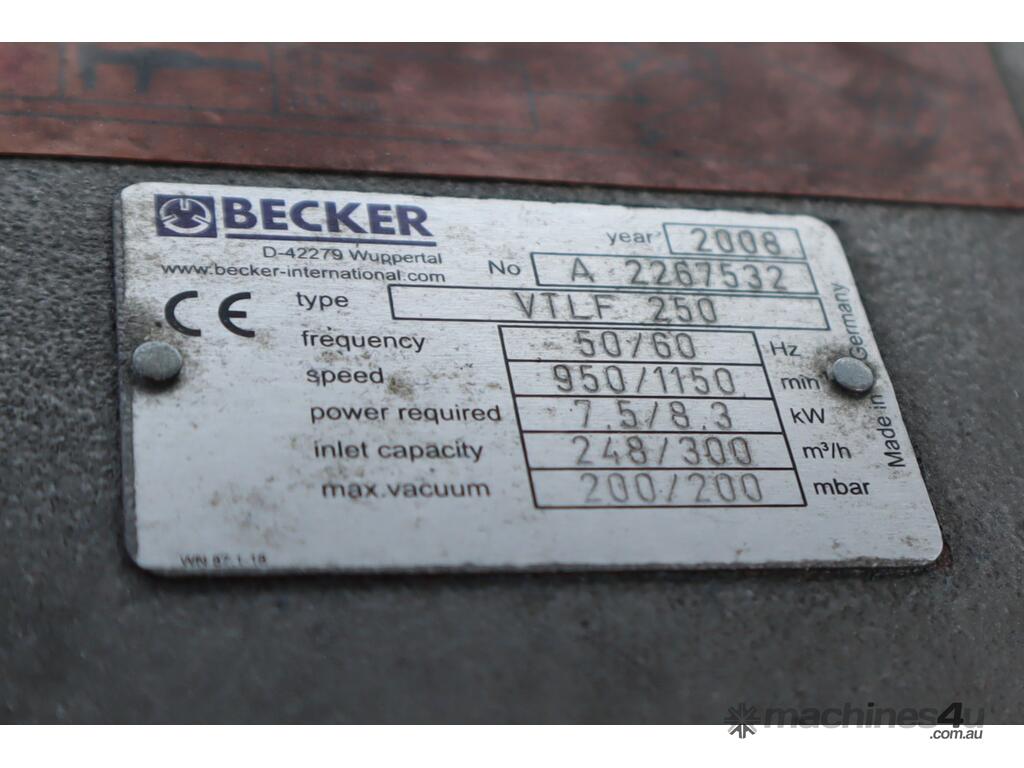 BECKER
D-42279 Wuppertal
www.becker-international.com
year 2008
No A 2267532
type VTLF 250
frequency 50/60 Hz
speed 950/1150 min
power required 7.5/8.3 kW
inlet capacity 248/300 m³/h
max.vacuum 200/200 mbar
CE
Made in Germany
machines4u
.com.au